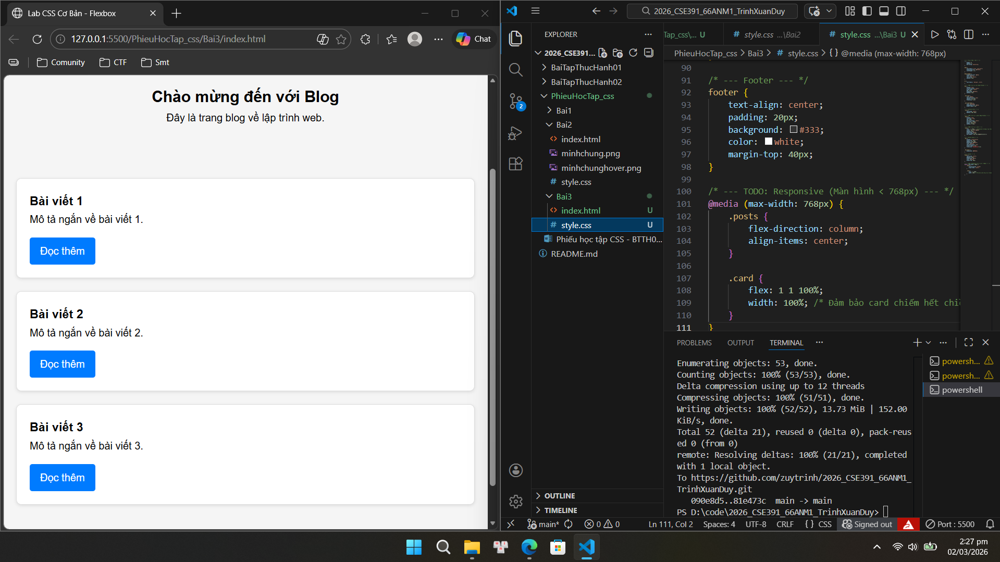 Lab CSS Cơ Bản - Flexbox
127.0.0.1:5500/PhieuHocTap_css/Bai3/index.html
Chat
Comunity
CTF
Smt
Chào mừng đến với Blog
Đây là trang blog về lập trình web.
Bài viết 1
Mô tả ngắn về bài viết 1.
Đọc thêm
Bài viết 2
Mô tả ngắn về bài viết 2.
Đọc thêm
Bài viết 3
Mô tả ngắn về bài viết 3.
Đọc thêm
2026_CSE391_66ANM1_TrinhXuanDuy
EXPLORER
2026_CSE391...
BaiTapThucHanh01
BaiTapThucHanh02
PhieuHocTap_css
Bai1
Bai2
index.html
minhchung.png
minhchunghover.png
style.css
Bai3
index.html U
style.css U
Phiếu học tập CSS - BTTH0...
README.md
OUTLINE
TIMELINE
Tap_css\... U
style.css ...\Bai2
style.css ...\Bai3 U
PhieuHocTap_css > Bai3 > # style.css > { } @media (max-width: 768px)
90
91 /* --- Footer --- */
92 footer {
93 text-align: center;
94 padding: 20px;
95 background: #333;
96 color: white;
97 margin-top: 40px;
98 }
99
100 /* --- TODO: Responsive (Màn hình < 768px) --- */
101 @media (max-width: 768px) {
102 .posts {
103 flex-direction: column;
104 align-items: center;
105 }
106
107 .card {
108 flex: 1 1 100%;
109 width: 100%; /* Đảm bảo card chiếm hết
110 }
111 }
PROBLEMS OUTPUT TERMINAL
Enumerating objects: 53, done.
Counting objects: 100% (53/53), done.
Delta compression using up to 12 threads
Compressing objects: 100% (51/51), done.
Writing objects: 100% (52/52), 13.73 MiB | 152.00
KiB/s, done.
Total 52 (delta 21), reused 0 (delta 0), pack-reus
ed 0 (from 0)
remote: Resolving deltas: 100% (21/21), completed
with 1 local object.
To https://github.com/zuytrinh/2026_CSE391_66ANM1_
TrinhXuanDuy.git
090e8d5..81e473c main -> main
PS D:\code\2026_CSE391_66ANM1_TrinhXuanDuy>
powersh...
powersh...
powershell
2
main* 0 0
Ln 111, Col 2
Spaces: 4
UTF-8
CRLF
{ } CSS
Signed out
Port : 5500
2:27 pm
02/03/2026